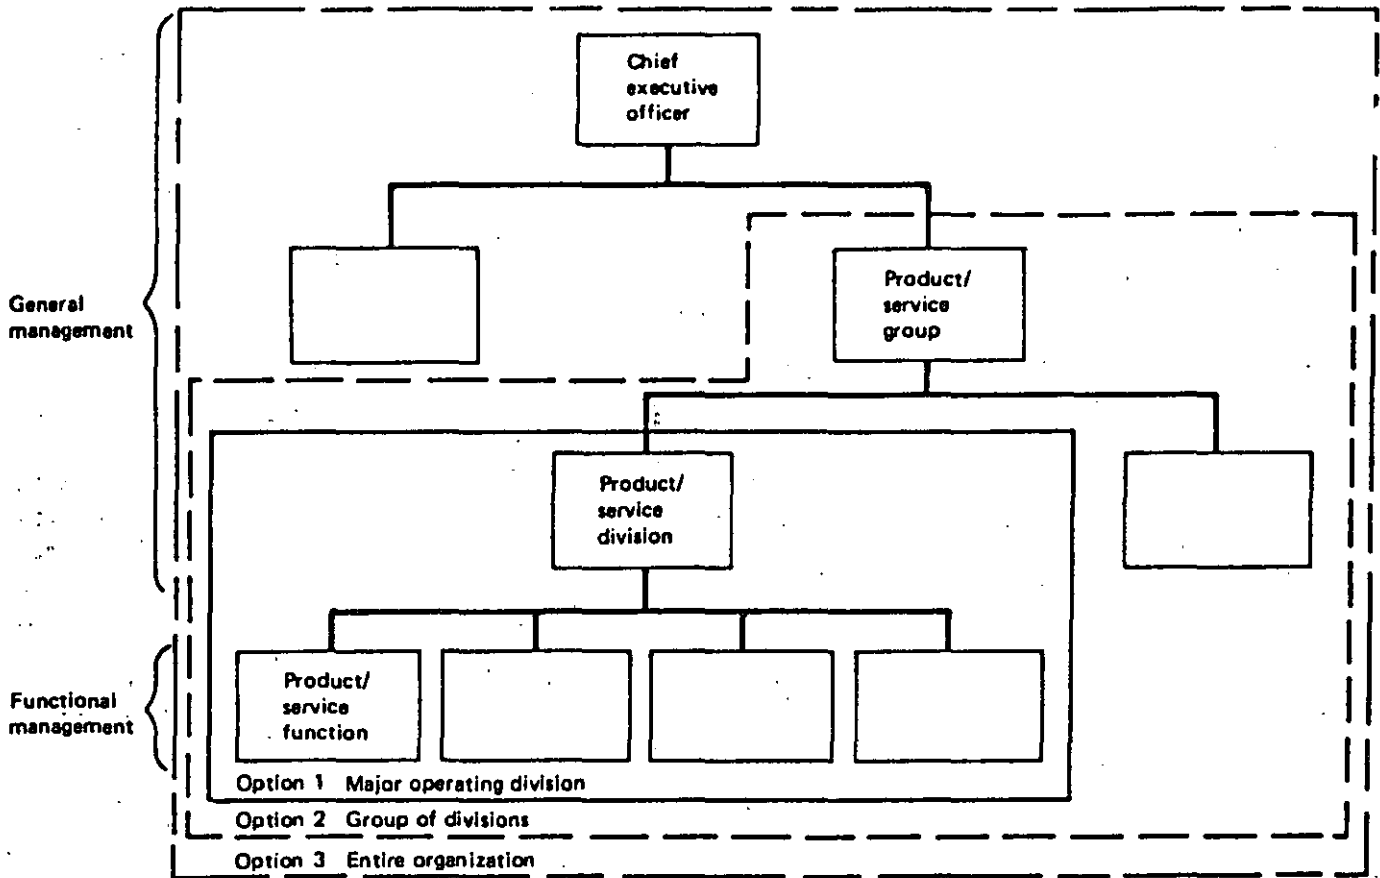 Chief
executive
officer
General
management
Product/
service
group
Product/
service
division
Functional
management
Product/
service
function
Option 1 Major operating division
Option 2 Group of divisions
Option 3 Entire organization